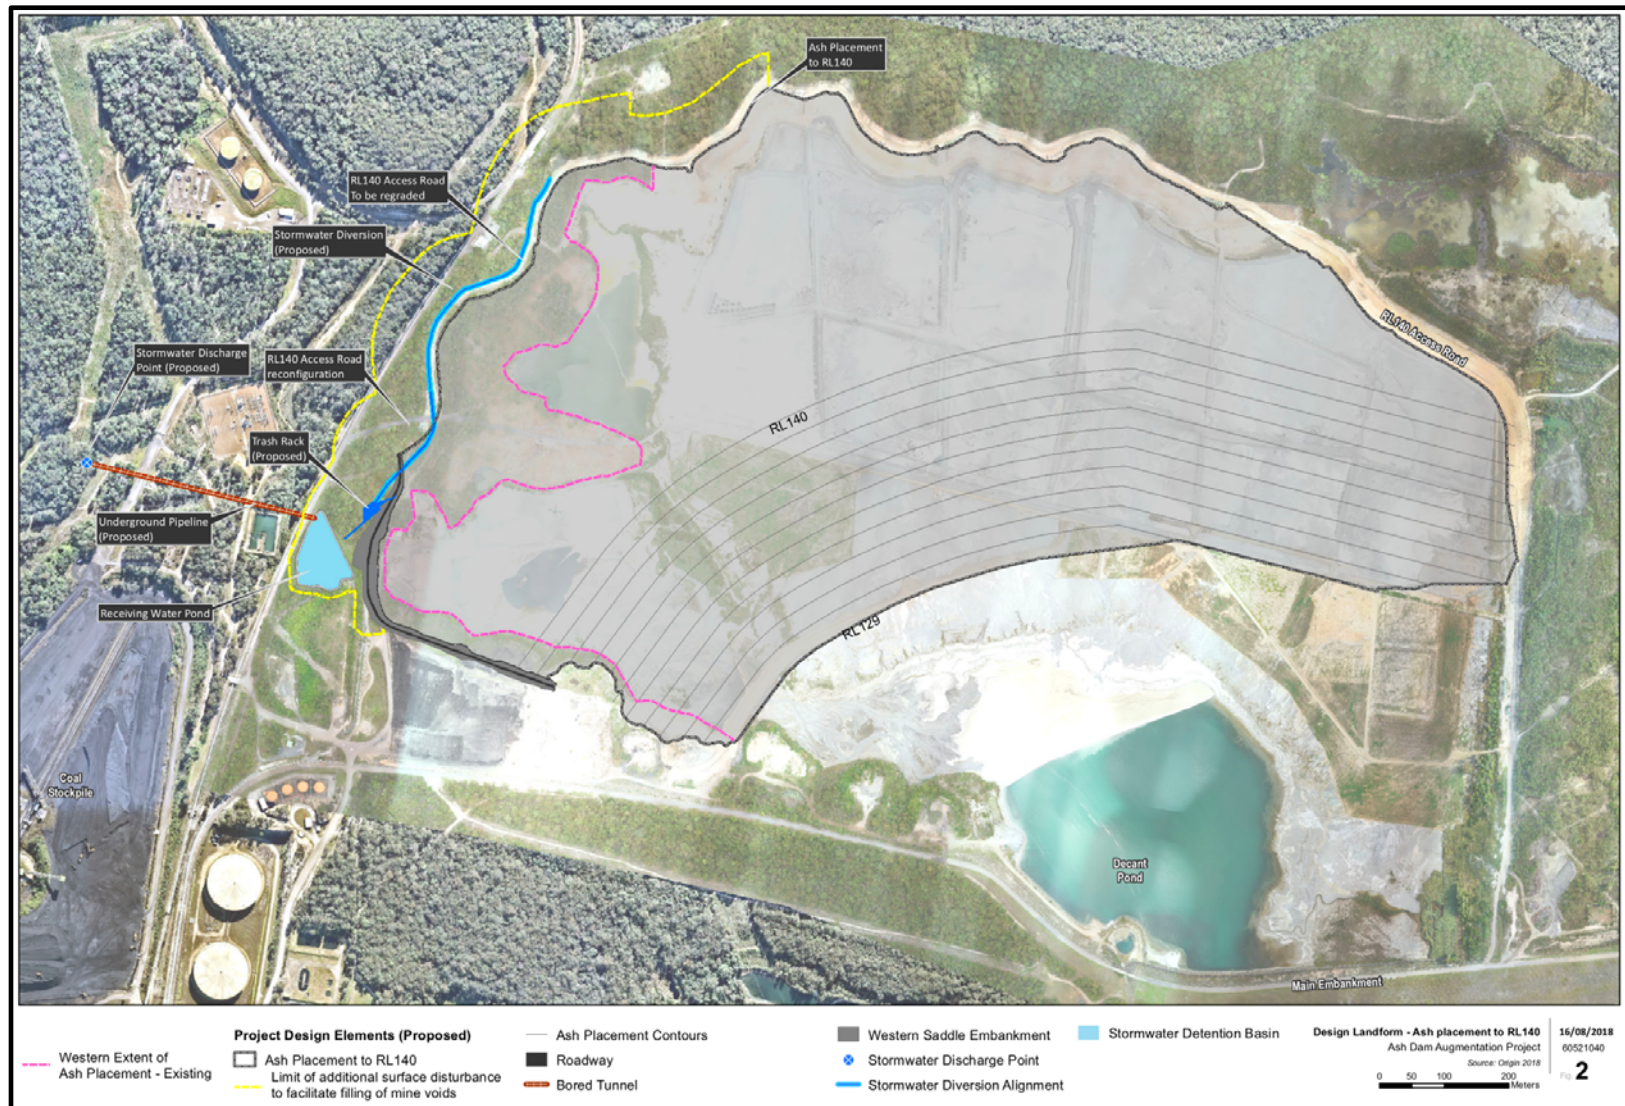 Ash Placement
to RL140
RL140 Access Road
To be regraded
Stormwater Diversion
(Proposed)
Stormwater Discharge
Point (Proposed)
RL140 Access Road
reconfiguration
Trash Rack
(Proposed)
Underground Pipeline
(Proposed)
Receiving Water Pond
RL140 Access Road
RL140
RL129
Coal
Stockpile
Decant
Pond
Main Embankment
Western Extent of
Ash Placement - Existing
Project Design Elements (Proposed)
Ash Placement to RL140
Limit of additional surface disturbance
to facilitate filling of mine voids
Ash Placement Contours
Roadway
Bored Tunnel
Western Saddle Embankment
Stormwater Discharge Point
Stormwater Diversion Alignment
Stormwater Detention Basin
Design Landform - Ash placement to RL140
Ash Dam Augmentation Project
Source: Origin 2018
0 50 100 200
Meters
16/08/2018
60521040
Fig. 2